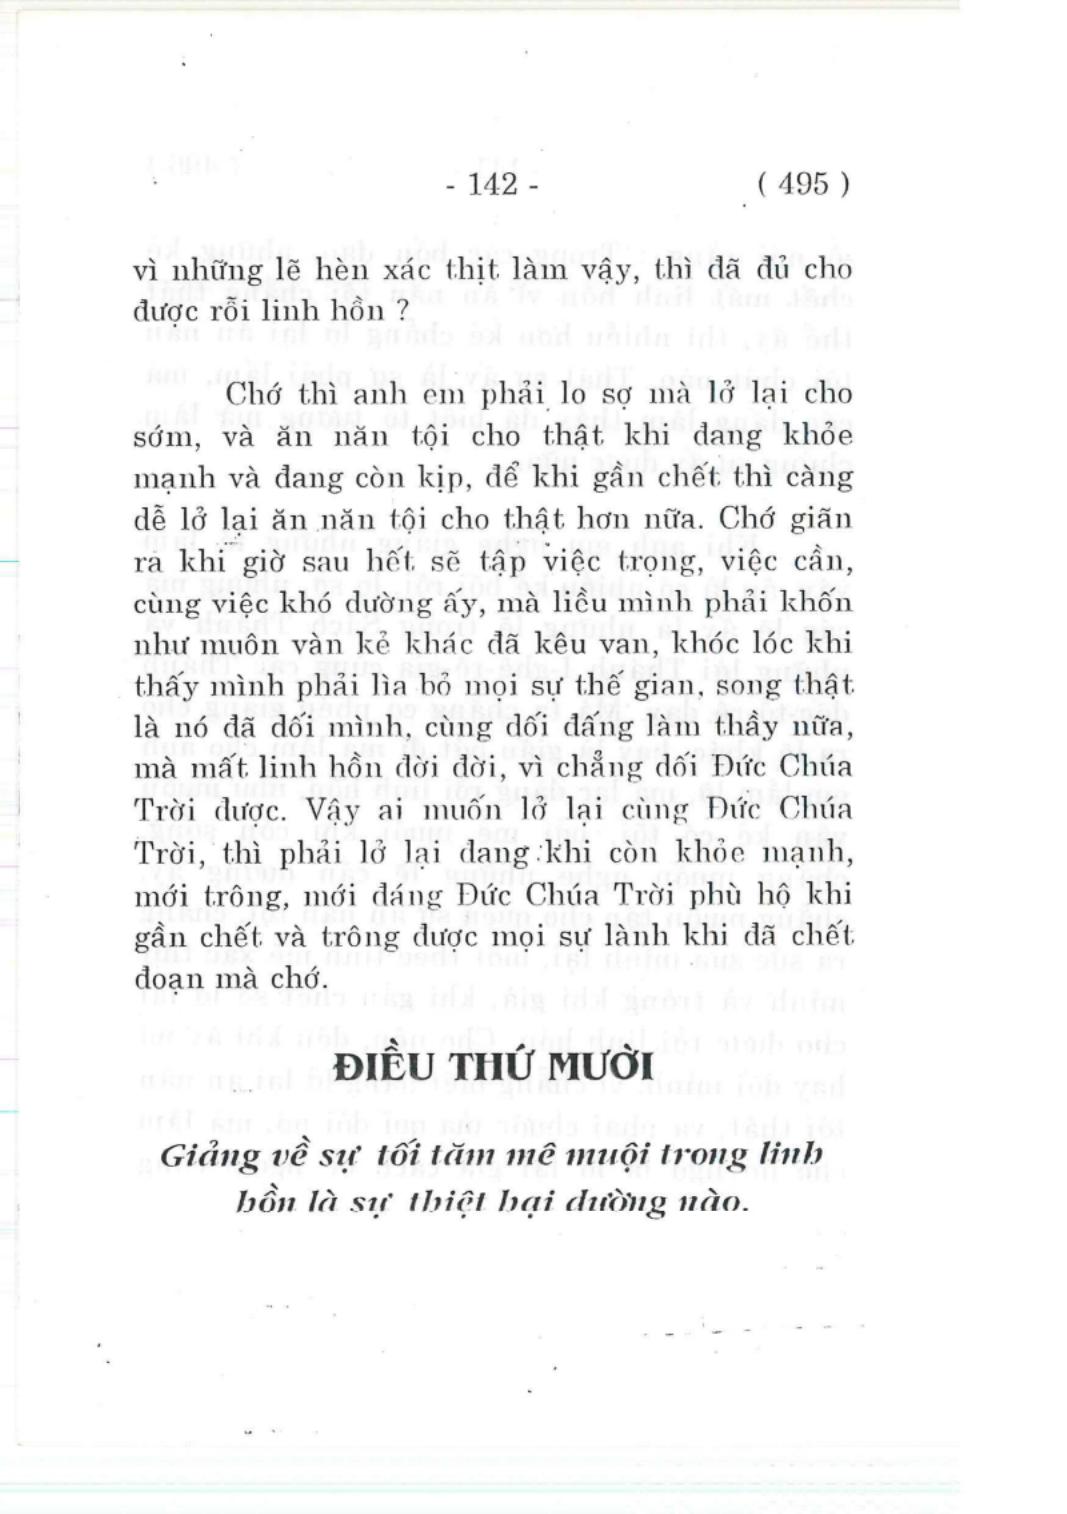 - 142 -
( 495 )
vì những lẽ hèn xác thịt làm vậy, thì đã đủ cho
được rỗi linh hồn ?
Chớ thì anh em phải lo sợ mà lở lại cho
sớm, và ăn năn tội cho thật khi đang khỏe
mạnh và đang còn kịp, để khi gần chết thì càng
dễ lở lại ăn năn tội cho thật hơn nữa. Chớ giãn
ra khi giờ sau hết sẽ tập việc trọng, việc cần,
cùng việc khó dường ấy, mà liều mình phải khốn
như muôn vàn kẻ khác đã kêu van, khóc lóc khi
thấy mình phải lìa bỏ mọi sự thế gian, song thật
là nó đã dối mình, cùng dối đấng làm thầy nữa,
mà mất linh hồn đời đời, vì chẳng dối Đức Chúa
Trời được. Vậy ai muốn lở lại cùng Đức Chúa
Trời, thì phải lở lại đang khi còn khỏe mạnh,
mới trông, mới đáng Đức Chúa Trời phù hộ khi
gần chết và trông được mọi sự lành khi đã chết
đoạn mà chớ.
ĐIỀU THỨ MƯỜI
Giảng về sự tối tăm mê muội trong linh
hồn là sự thiệt hại dường nào.